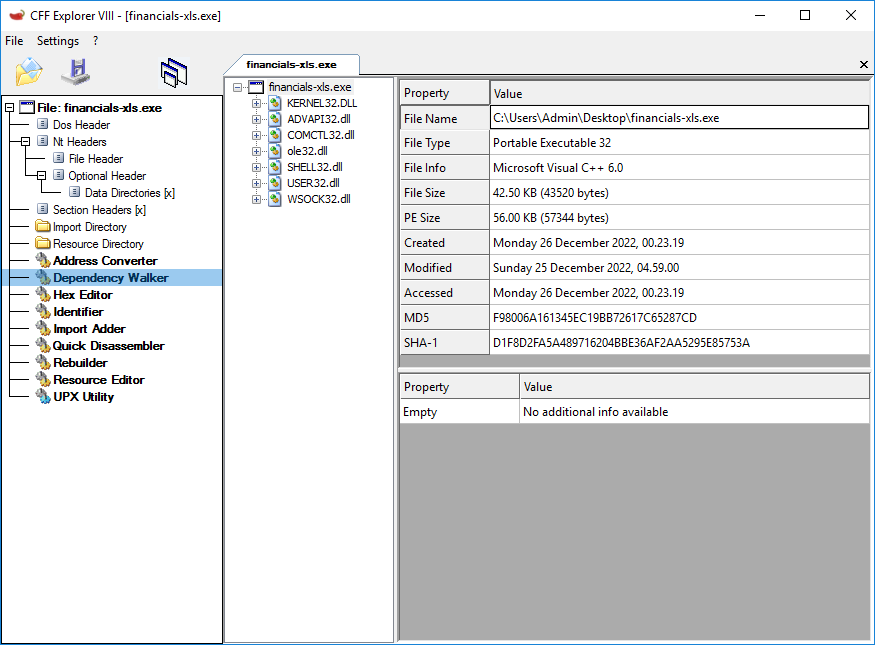 CFF Explorer VIII - [financials-xls.exe]
File Settings ?
financials-xls.exe
File: financials-xls.exe
Dos Header
Nt Headers
File Header
Optional Header
Data Directories [x]
Section Headers [x]
Import Directory
Resource Directory
Address Converter
Dependency Walker
Hex Editor
Identifier
Import Adder
Quick Disassembler
Rebuilder
Resource Editor
UPX Utility
financials-xls.exe
KERNEL32.DLL
ADVAPI32.dll
COMCTL32.dll
ole32.dll
SHELL32.dll
USER32.dll
WSOCK32.dll
Property Value
File Name C:\Users\Admin\Desktop\financials-xls.exe
File Type Portable Executable 32
File Info Microsoft Visual C++ 6.0
File Size 42.50 KB (43520 bytes)
PE Size 56.00 KB (57344 bytes)
Created Monday 26 December 2022, 00.23.19
Modified Sunday 25 December 2022, 04.59.00
Accessed Monday 26 December 2022, 00.23.19
MD5 F98006A161345EC19BB72617C65287CD
SHA-1 D1F8D2FA5A489716204BBE36AF2AA5295E85753A
Property Value
Empty No additional info available